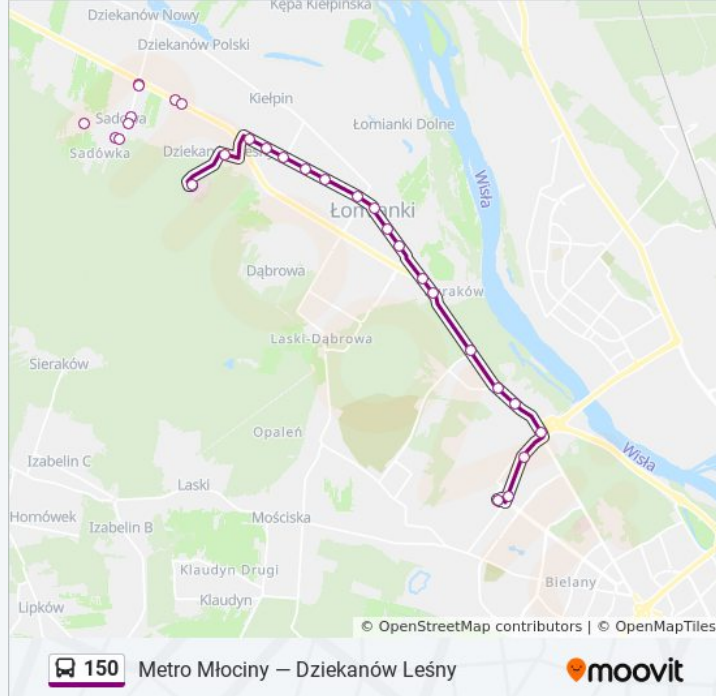 Kępa Kiełpińska
Dziekanów Nowy
Dziekanów Polski
Kiełpin
Łomianki Dolne
Sadowa
Sadówka
Wisła
Łomianki
Dąbrowa
Laski-Dąbrowa
Sieraków
Opaleń
Izabelin C
Laski
Wisła
Hornówek
Izabelin B
Mościska
Klaudyn Drugi
Bielany
Klaudyn
Lipków
© OpenStreetMap contributors | © OpenMapTiles
150 Metro Młociny — Dziekanów Leśny
moovit